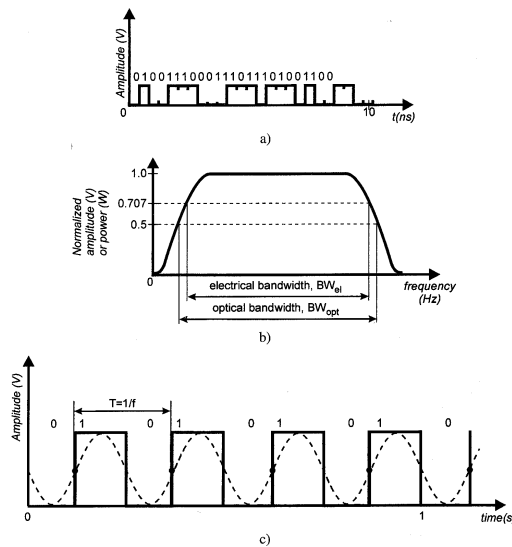 Amplitude (V)
0100111000111011101001100
0
10
t(ns)
a)
Normalized
amplitude (V)
or power (W)
1.0
0.707
0.5
0
electrical bandwidth, BWel
optical bandwidth, BWopt
frequency
(Hz)
b)
Amplitude (V)
T=1/f
0 1 0 1 0 1 0 1 0
0
1
time(s
c)